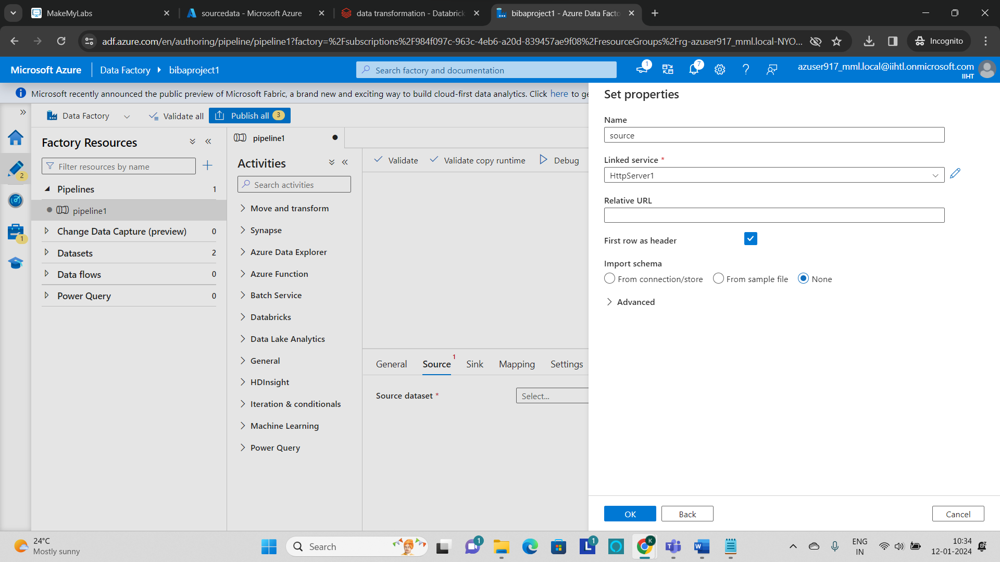 MakeMyLabs
sourcedata - Microsoft Azure
data transformation - Databrick
bibaproject1 - Azure Data Facto
adf.azure.com/en/authoring/pipeline/pipeline1?factory=%2Fsubscriptions%2F984f097c-963c-4eb6-a20d-839457ae9f08%2FresourceGroups%2Frg-azuser917_mml.local-NYO...
Incognito
Microsoft Azure
Data Factory
bibaproject1
Search factory and documentation
1
7
azuser917_mml.local@iihtl.onmicrosoft.com
IIHT
Microsoft recently announced the public preview of Microsoft Fabric, a brand new and exciting way to build cloud-first data analytics. Click here to ge
Data Factory
Validate all
Publish all 3
2
1
Factory Resources
Filter resources by name
Pipelines 1
pipeline1
Change Data Capture (preview) 0
Datasets 2
Data flows 0
Power Query 0
pipeline1
Activities
Search activities
Move and transform
Synapse
Azure Data Explorer
Azure Function
Batch Service
Databricks
Data Lake Analytics
General
HDInsight
Iteration & conditionals
Machine Learning
Power Query
Validate Validate copy runtime Debug
General Source 1 Sink Mapping Settings
Source dataset *
Select...
Set properties
Name
source
Linked service *
HttpServer1
Relative URL
First row as header
Import schema
From connection/store From sample file None
Advanced
OK Back Cancel
24°C
Mostly sunny
Search
1
L 1
K
ENG
IN
10:34
12-01-2024